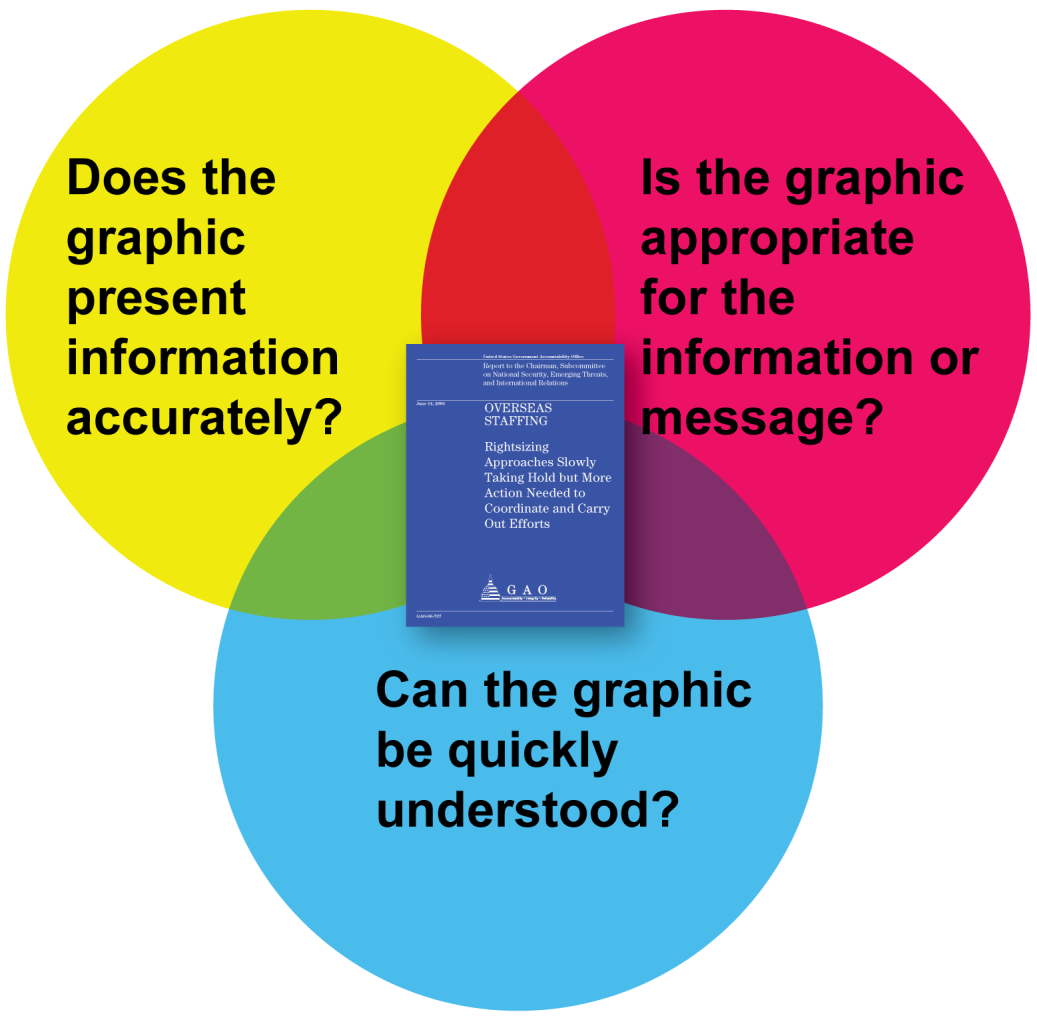 Does the
graphic
present
information
accurately?
Is the graphic
appropriate
for the
information or
message?
United States Government Accountability Office
Report to the Chairman, Subcommittee
on National Security, Emerging Threats,
and International Relations
OVERSEAS
STAFFING
Rightsizing
Approaches Slowly
Taking Hold but More
Action Needed to
Coordinate and Carry
Out Efforts
GAO
Accountability * Integrity * Reliability
Can the graphic
be quickly
understood?